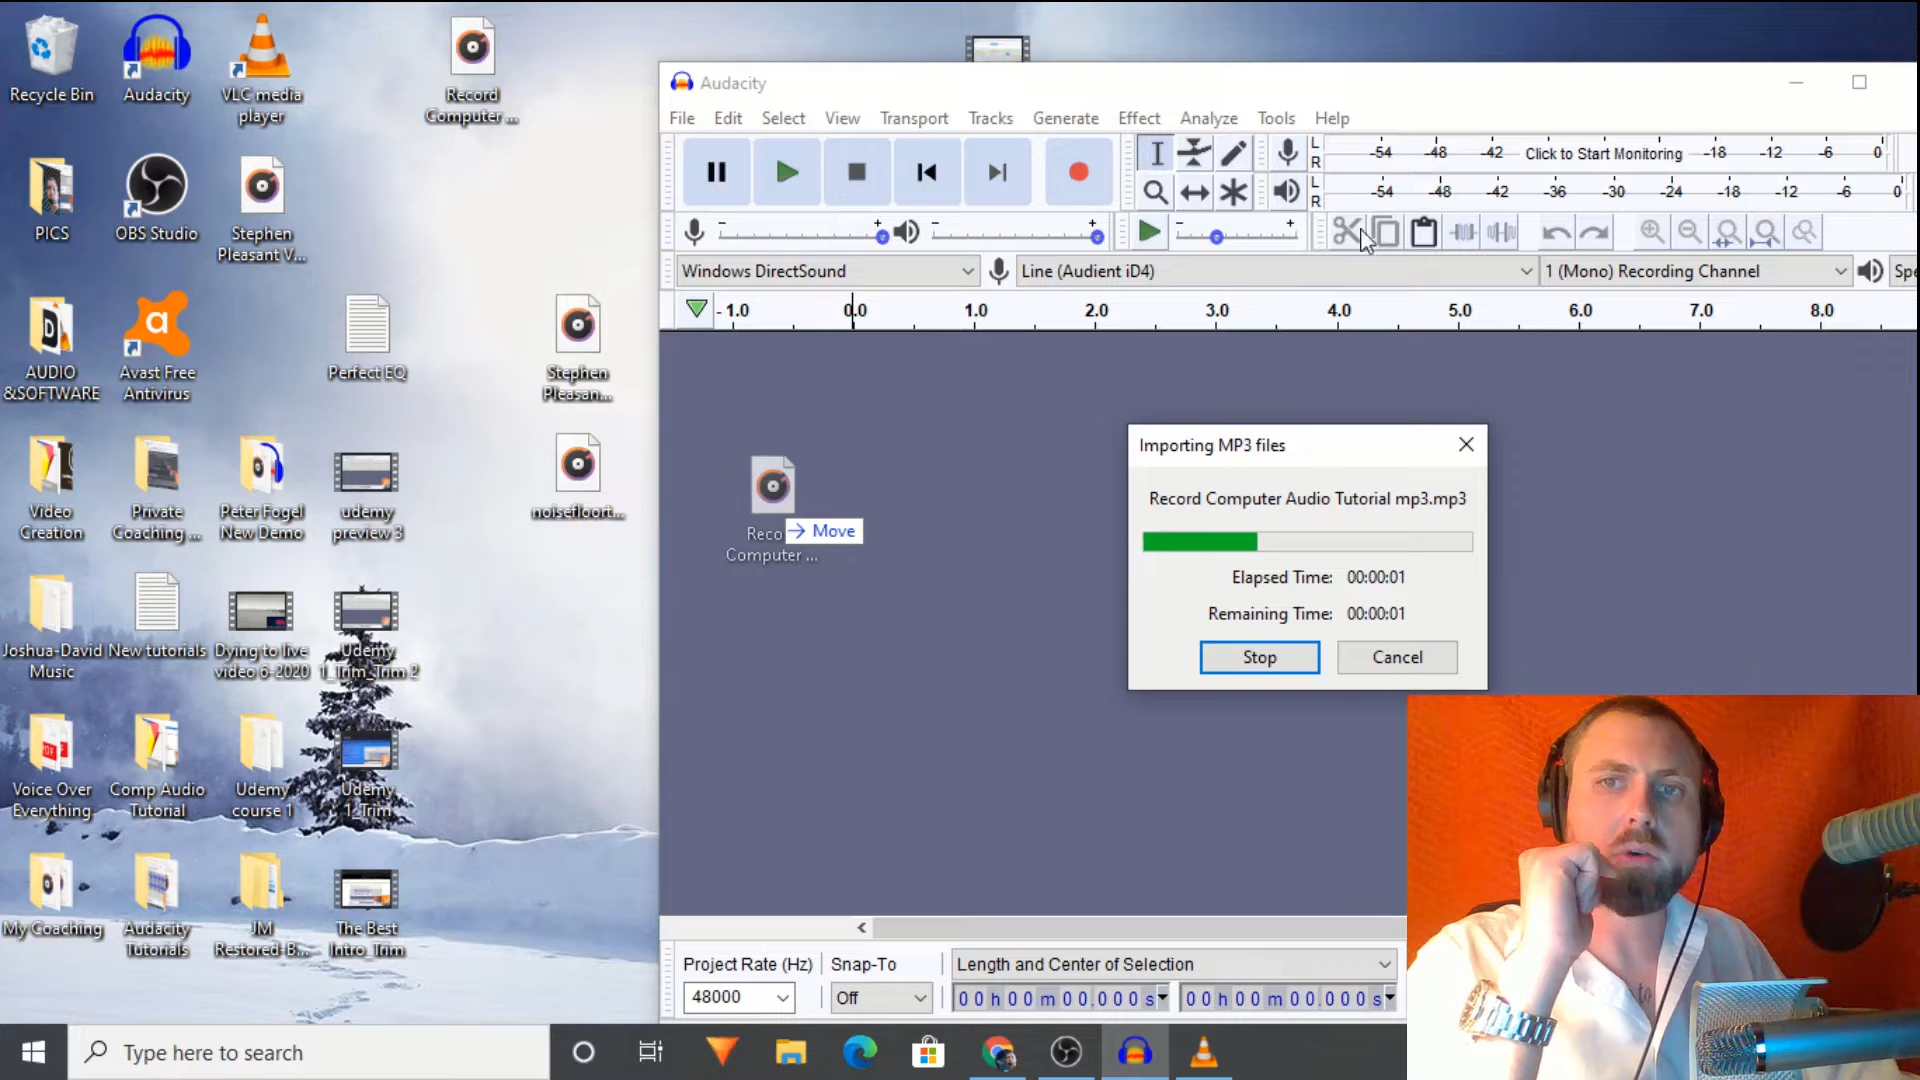 Recycle Bin
Audacity
VLC media
player
Record
Computer ...
PICS
OBS Studio
Stephen
Pleasant V...
AUDIO
&SOFTWARE
Avast Free
Antivirus
Perfect EQ
Stephen
Pleasan...
Video
Creation
Private
Coaching ...
Peter Fogel
New Demo
udemy
preview 3
noisefloort...
Joshua-David
Music
New tutorials
Dying to live
video 6-2020
Udemy
1_Trim_Trim 2
Voice Over
Everything
Comp Audio
Tutorial
Udemy
course 1
Udemy
1_Trim
My Coaching
Audacity
Tutorials
JM
Restored-B...
The Best
Intro_Trim
Audacity
File Edit Select View Transport Tracks Generate Effect Analyze Tools Help
L
R
-54 -48 -42 Click to Start Monitoring -18 -12 -6 0
L
R
-54 -48 -42 -36 -30 -24 -18 -12 -6 0
Windows DirectSound
Line (Audient iD4)
1 (Mono) Recording Channel
Spe
-1.0 0.0 1.0 2.0 3.0 4.0 5.0 6.0 7.0 8.0
Reco
Computer ...
Move
Importing MP3 files
Record Computer Audio Tutorial mp3.mp3
Elapsed Time: 00:00:01
Remaining Time: 00:00:01
Stop
Cancel
Project Rate (Hz)
Snap-To
Length and Center of Selection
48000
Off
00h00m00.000s
00h00m00.000s
Type here to search